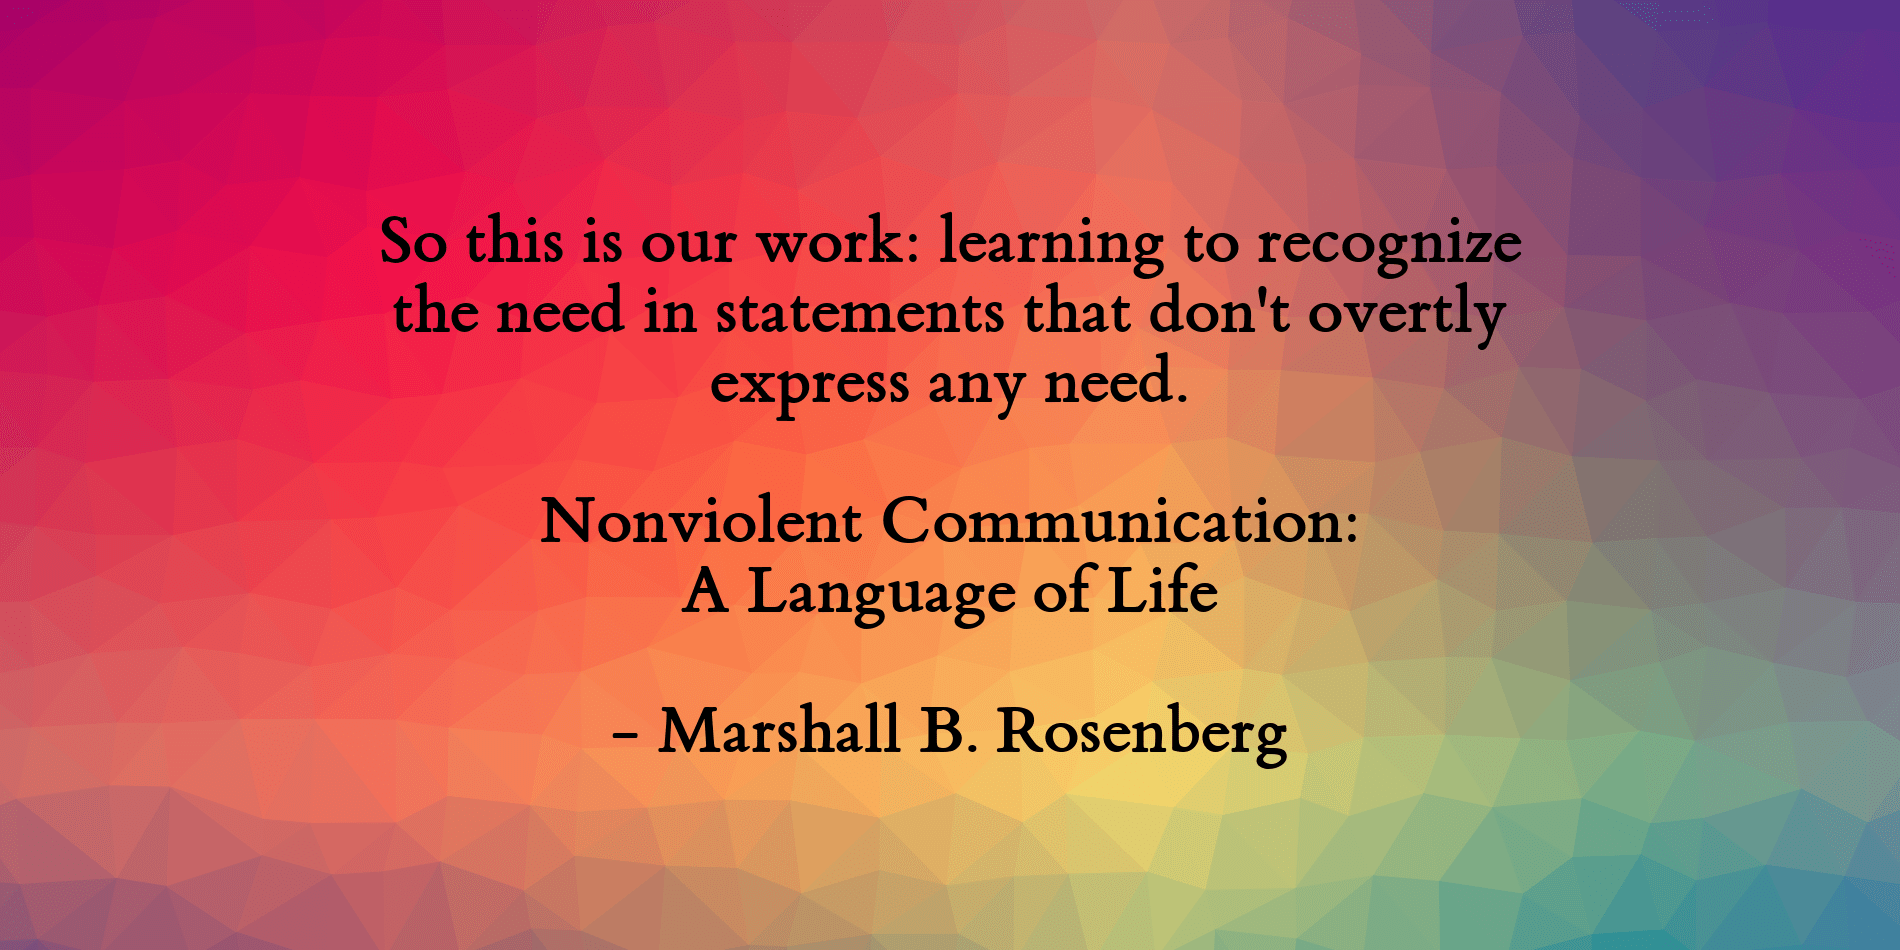 So this is our work: learning to recognize
the need in statements that don't overtly
express any need.
Nonviolent Communication:
A Language of Life
– Marshall B. Rosenberg